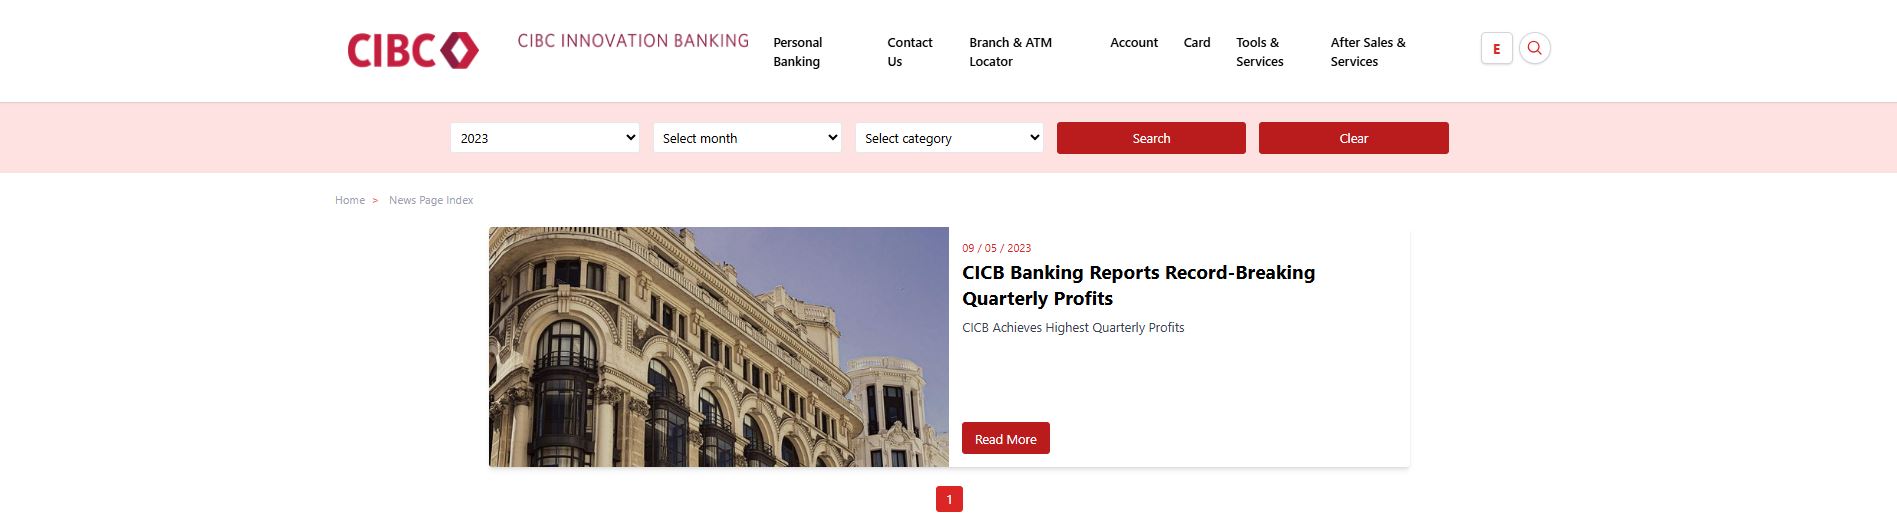 CIBC
CIBC INNOVATION BANKING
Personal
Banking
Contact
Us
Branch & ATM
Locator
Account
Card
Tools &
Services
After Sales &
Services
E
2023
Select month
Select category
Search
Clear
Home > News Page Index
09 / 05 / 2023
CICB Banking Reports Record-Breaking
Quarterly Profits
CICB Achieves Highest Quarterly Profits
Read More
1